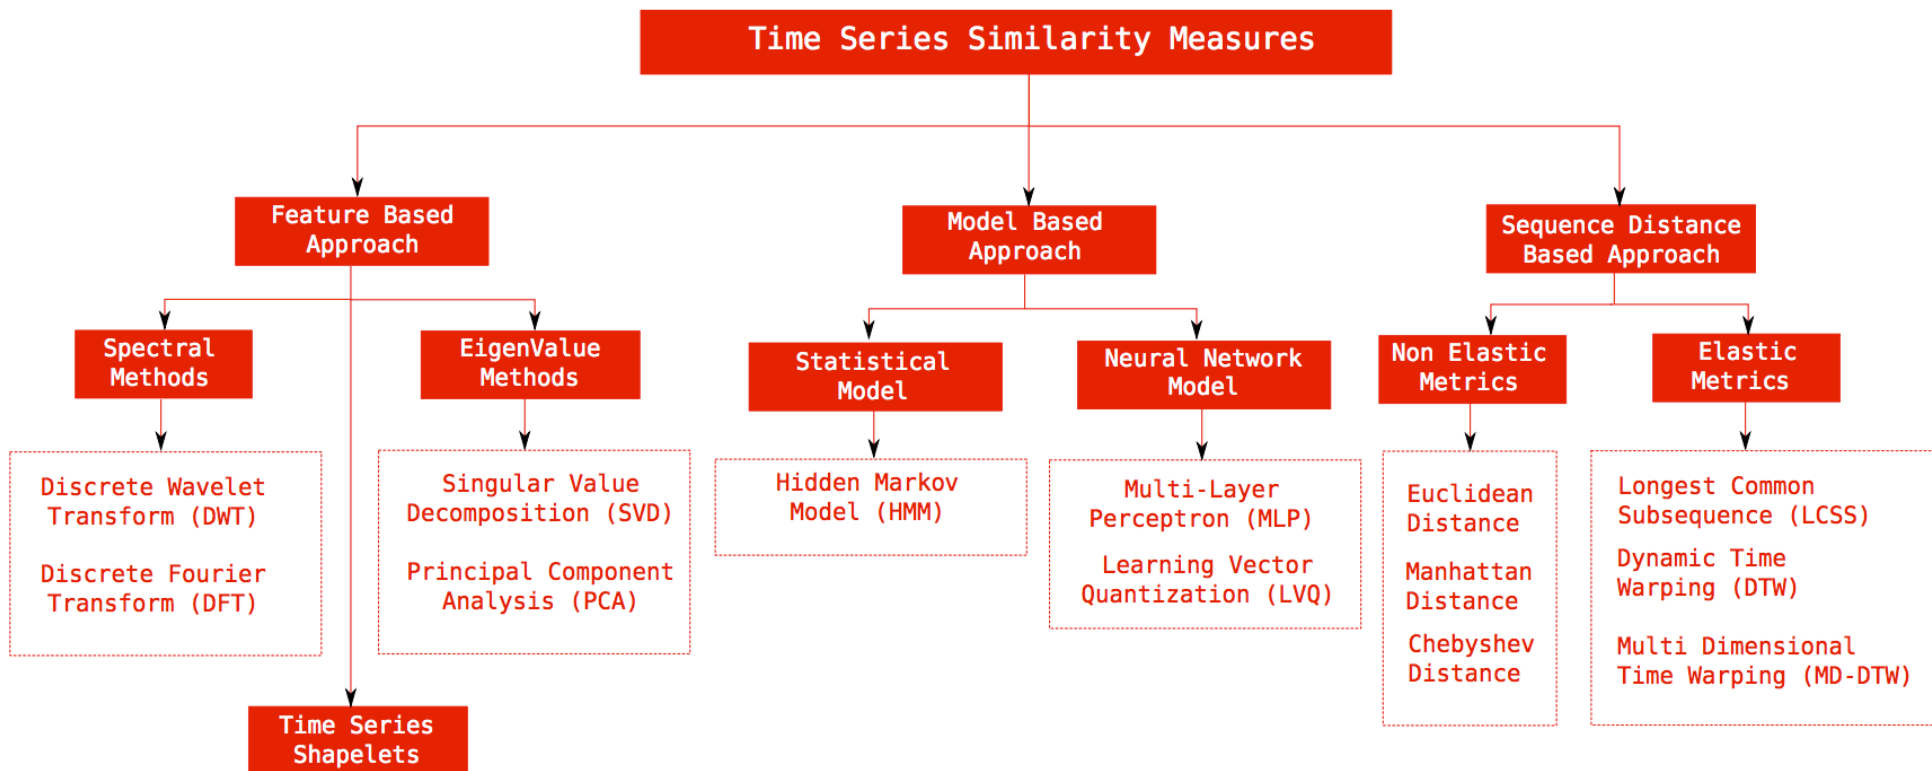 Time Series Similarity Measures
Feature Based
Approach
Model Based
Approach
Sequence Distance
Based Approach
Spectral
Methods
EigenValue
Methods
Statistical
Model
Neural Network
Model
Non Elastic
Metrics
Elastic
Metrics
Discrete Wavelet
Transform (DWT)
Discrete Fourier
Transform (DFT)
Singular Value
Decomposition (SVD)
Principal Component
Analysis (PCA)
Hidden Markov
Model (HMM)
Multi-Layer
Perceptron (MLP)
Learning Vector
Quantization (LVQ)
Euclidean
Distance
Manhattan
Distance
Chebyshev
Distance
Longest Common
Subsequence (LCSS)
Dynamic Time
Warping (DTW)
Multi Dimensional
Time Warping (MD-DTW)
Time Series
Shapelets